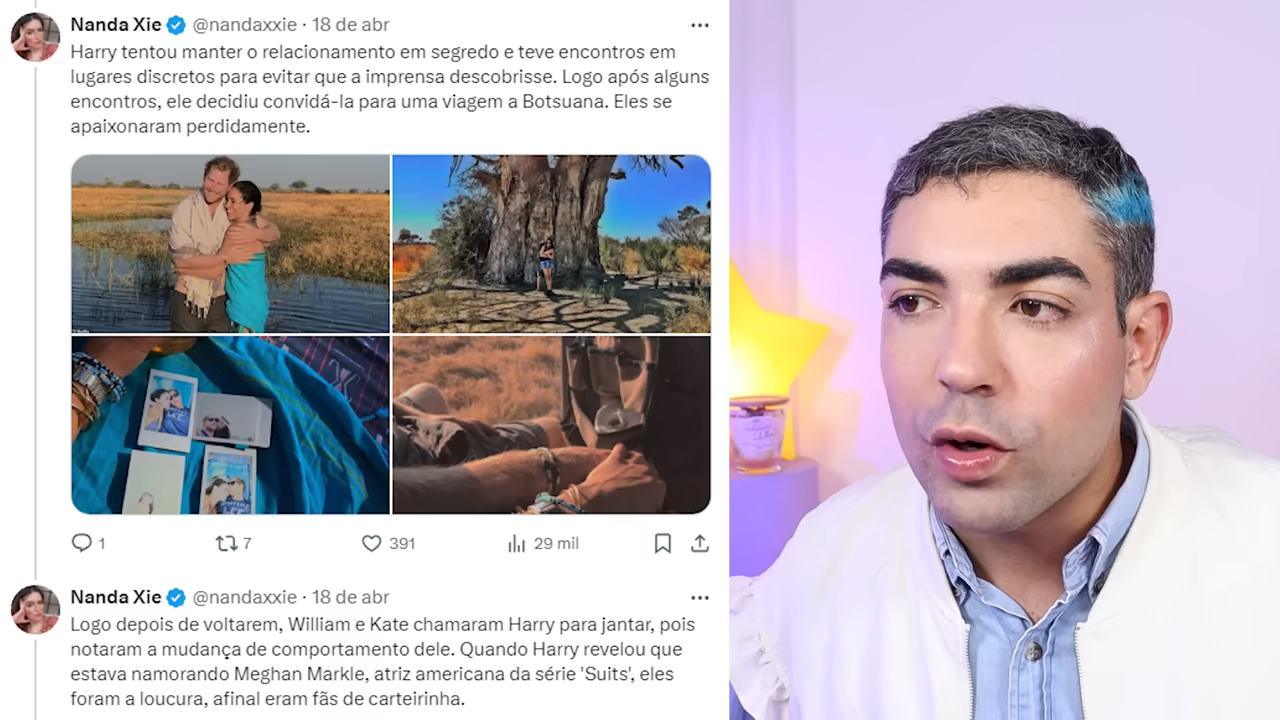 Nanda Xie @nandaxxie · 18 de abr
Harry tentou manter o relacionamento em segredo e teve encontros em
lugares discretos para evitar que a imprensa descobrisse. Logo após alguns
encontros, ele decidiu convidá-la para uma viagem a Botsuana. Eles se
apaixonaram perdidamente.
1 7 391 29 mil
Nanda Xie @nandaxxie · 18 de abr
Logo depois de voltarem, William e Kate chamaram Harry para jantar, pois
notaram a mudança de comportamento dele. Quando Harry revelou que
estava namorando Meghan Markle, atriz americana da série 'Suits', eles
foram a loucura, afinal eram fãs de carteirinha.